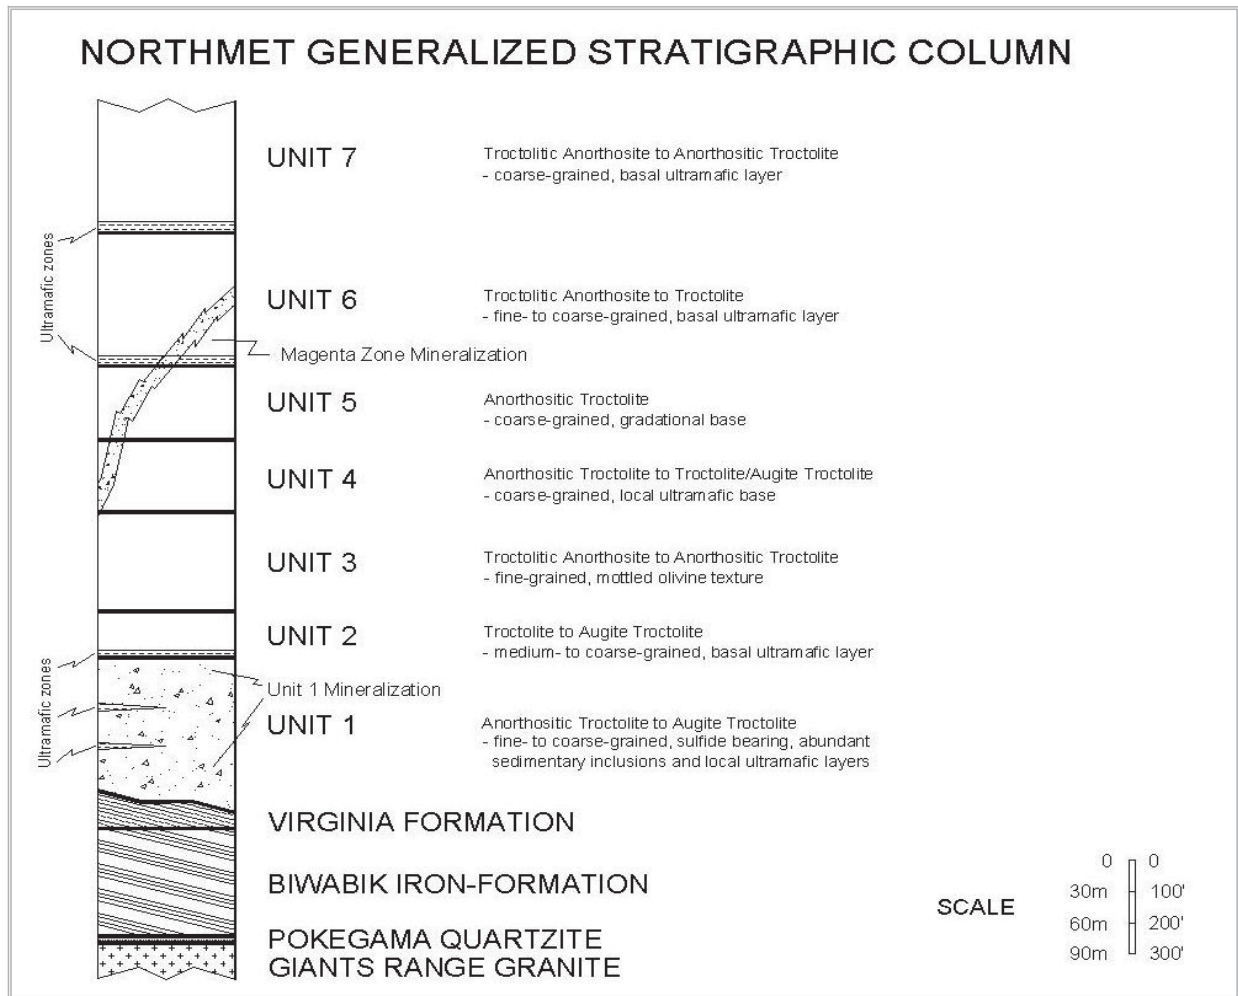 NORTHMET GENERALIZED STRATIGRAPHIC COLUMN
UNIT 7
Troctolitic Anorthosite to Anorthositic Troctolite
- coarse-grained, basal ultramafic layer
Ultramafic zones
UNIT 6
Troctolitic Anorthosite to Troctolite
- fine- to coarse-grained, basal ultramafic layer
Magenta Zone Mineralization
UNIT 5
Anorthositic Troctolite
- coarse-grained, gradational base
UNIT 4
Anorthositic Troctolite to Troctolite/Augite Troctolite
- coarse-grained, local ultramafic base
UNIT 3
Troctolitic Anorthosite to Anorthositic Troctolite
- fine-grained, mottled olivine texture
UNIT 2
Troctolite to Augite Troctolite
- medium- to coarse-grained, basal ultramafic layer
Ultramafic zones
Unit 1 Mineralization
UNIT 1
Anorthositic Troctolite to Augite Troctolite
- fine- to coarse-grained, sulfide bearing, abundant
sedimentary inclusions and local ultramafic layers
VIRGINIA FORMATION
BIWABIK IRON-FORMATION
POKEGAMA QUARTZITE
GIANTS RANGE GRANITE
SCALE
0 0
30m 100'
60m 200'
90m 300'